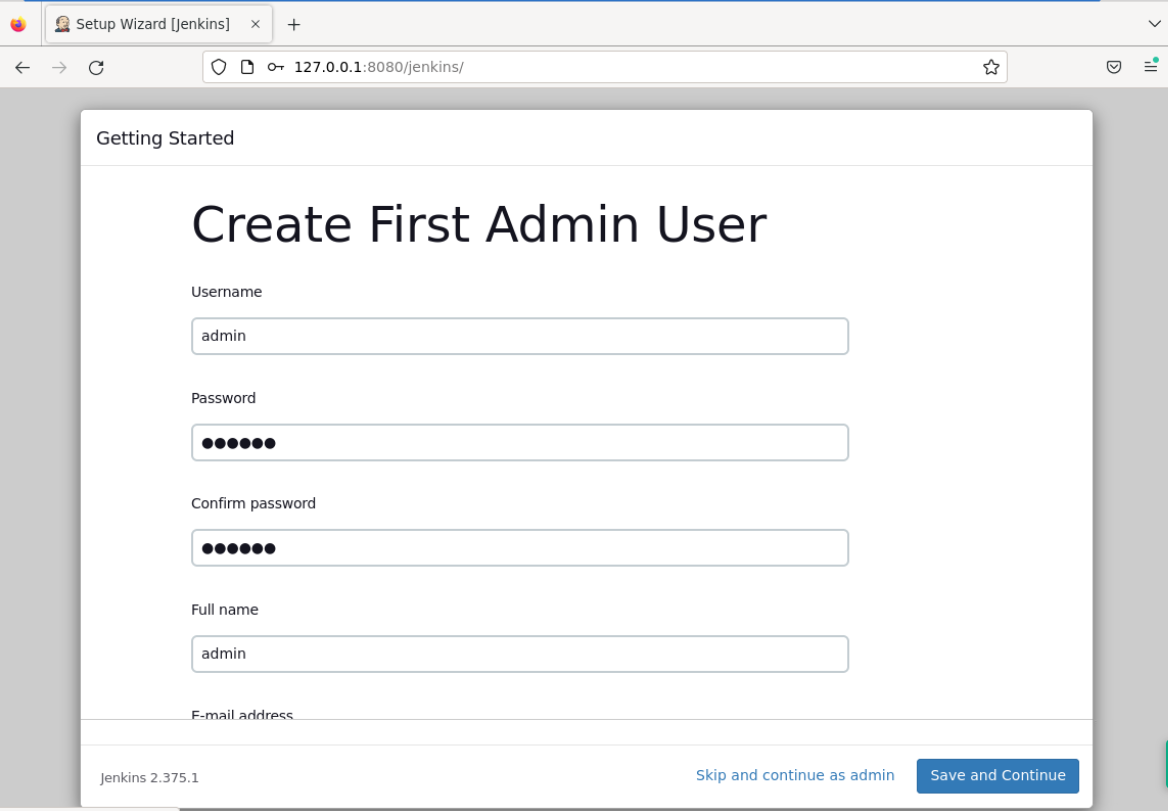 Setup Wizard [Jenkins]
127.0.0.1:8080/jenkins/
Getting Started
Create First Admin User
Username
admin
Password
●●●●●●
Confirm password
●●●●●●
Full name
admin
E-mail address
Jenkins 2.375.1
Skip and continue as admin
Save and Continue